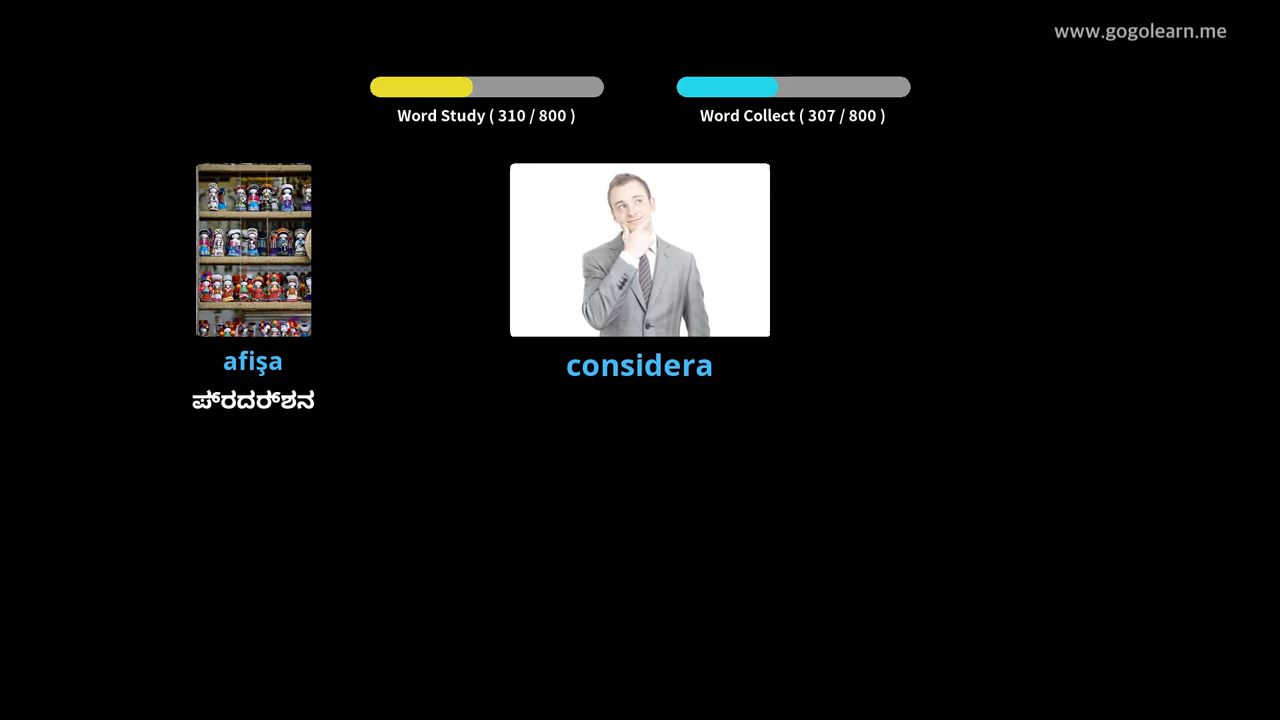 www.gogolearn.me
Word Study ( 310 / 800 )
Word Collect ( 307 / 800 )
afişa
considera
ಪ್‌ರದರ್‌ಶನ